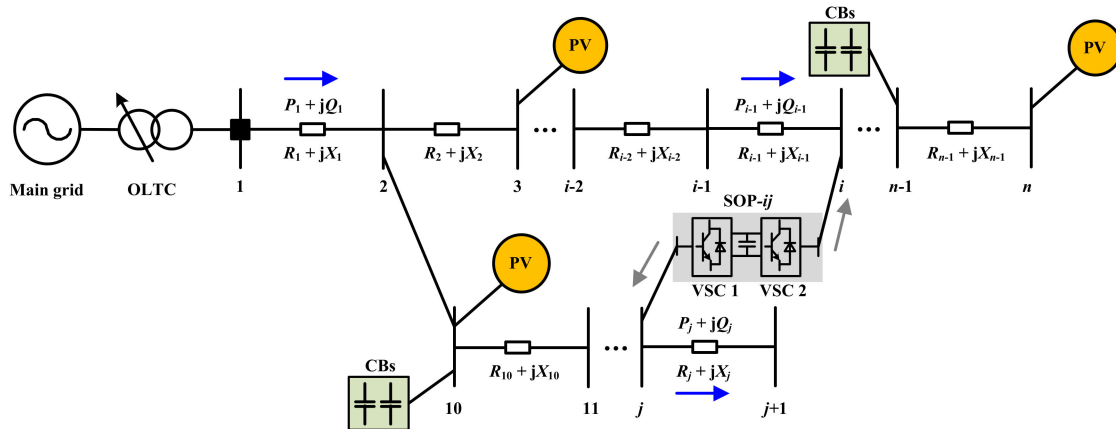 CBs
PV
PV
P1 + jQ1
Pi-1 + jQi-1
R1 + jX1
R2 + jX2
Ri-2 + jXi-2
Ri-1 + jXi-1
Rn-1 + jXn-1
Main grid
OLTC
1
2
3
i-2
i-1
i
n-1
n
SOP-ij
PV
VSC 1
VSC 2
Pj + jQj
CBs
R10 + jX10
Rj + jXj
10
11
j
j+1